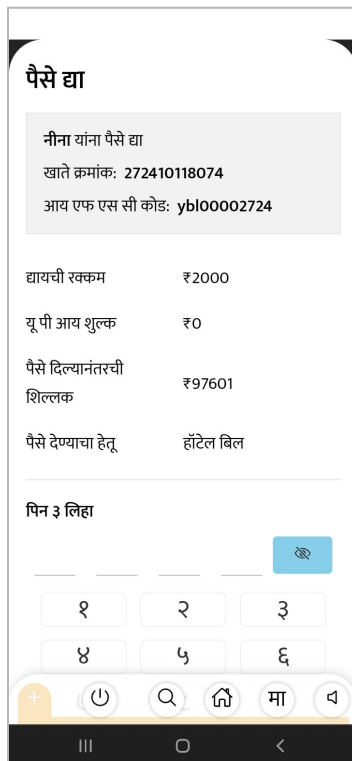 पैसे द्या
नीना यांना पैसे द्या
खाते क्रमांक: 272410118074
आय एफ एस सी कोड: ybl00002724
द्यायची रक्कम ₹2000
यू पी आय शुल्क ₹0
पैसे दिल्यानंतरची
शिल्लक ₹97601
पैसे देण्याचा हेतू हॉटेल बिल
पिन ३ लिहा
१ २ ३
४ ५ ६
मा